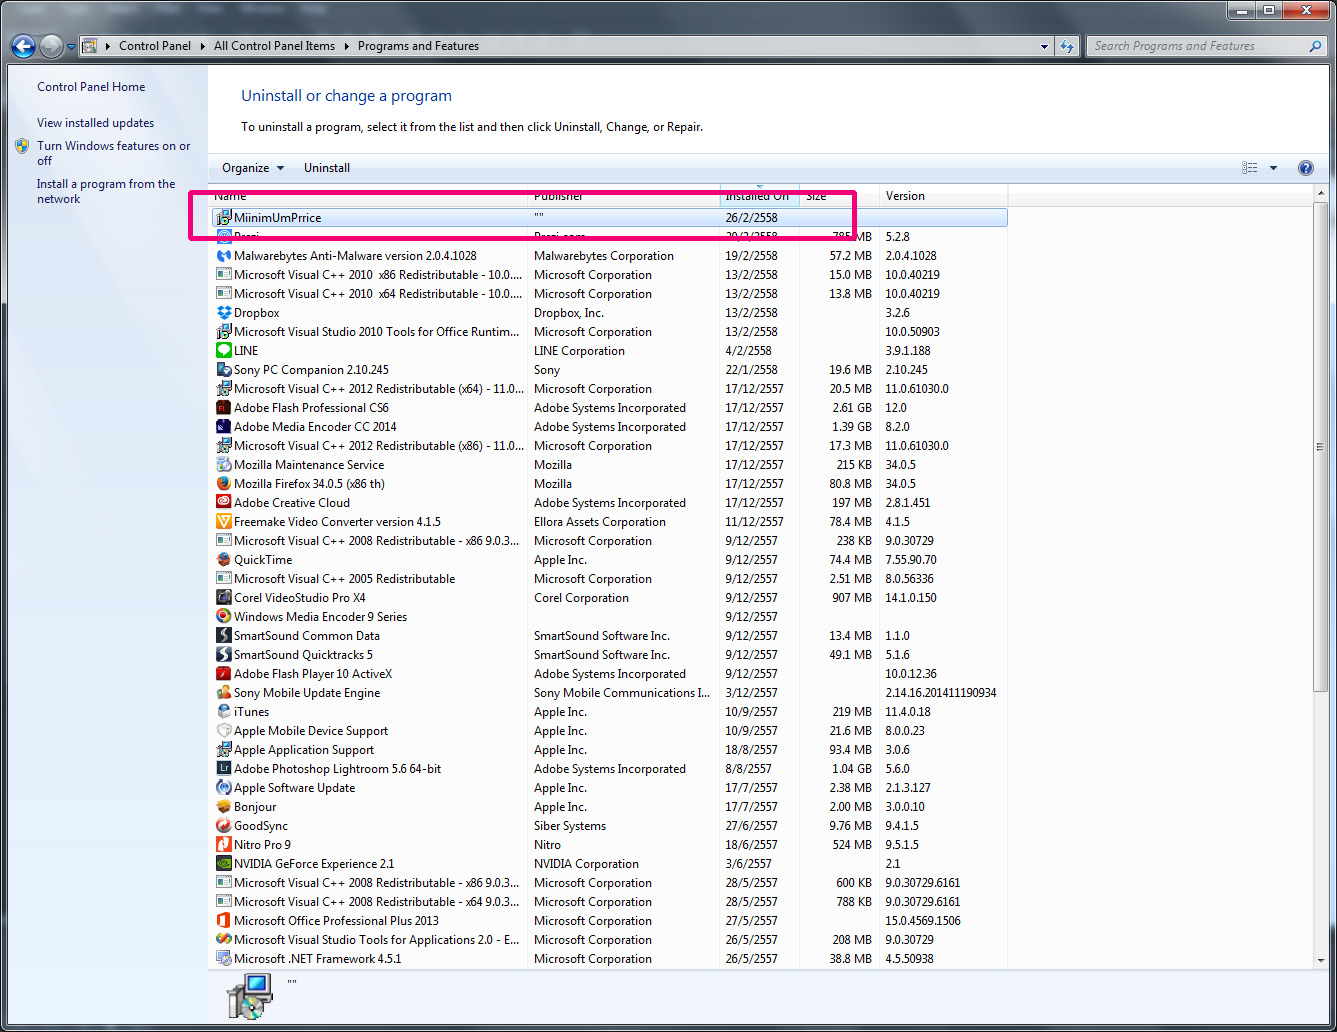 Control Panel ▸ All Control Panel Items ▸ Programs and Features
Search Programs and Features
Control Panel Home
View installed updates
Turn Windows features on or
off
Install a program from the
network
Uninstall or change a program
To uninstall a program, select it from the list and then click Uninstall, Change, or Repair.
Organize Uninstall
Name Publisher Installed On Size Version
MiinimUmPrrice "" 26/2/2558
5.2.8
Malwarebytes Anti-Malware version 2.0.4.1028 Malwarebytes Corporation 19/2/2558 57.2 MB 2.0.4.1028
Microsoft Visual C++ 2010 x86 Redistributable - 10.0.... Microsoft Corporation 13/2/2558 15.0 MB 10.0.40219
Microsoft Visual C++ 2010 x64 Redistributable - 10.0.... Microsoft Corporation 13/2/2558 13.8 MB 10.0.40219
Dropbox Dropbox, Inc. 13/2/2558 3.2.6
Microsoft Visual Studio 2010 Tools for Office Runtim... Microsoft Corporation 13/2/2558 10.0.50903
LINE LINE Corporation 4/2/2558 3.9.1.188
Sony PC Companion 2.10.245 Sony 22/1/2558 19.6 MB 2.10.245
Microsoft Visual C++ 2012 Redistributable (x64) - 11.0... Microsoft Corporation 17/12/2557 20.5 MB 11.0.61030.0
Adobe Flash Professional CS6 Adobe Systems Incorporated 17/12/2557 2.61 GB 12.0
Adobe Media Encoder CC 2014 Adobe Systems Incorporated 17/12/2557 1.39 GB 8.2.0
Microsoft Visual C++ 2012 Redistributable (x86) - 11.0... Microsoft Corporation 17/12/2557 17.3 MB 11.0.61030.0
Mozilla Maintenance Service Mozilla 17/12/2557 215 KB 34.0.5
Mozilla Firefox 34.0.5 (x86 th) Mozilla 17/12/2557 80.8 MB 34.0.5
Adobe Creative Cloud Adobe Systems Incorporated 17/12/2557 197 MB 2.8.1.451
Freemake Video Converter version 4.1.5 Ellora Assets Corporation 11/12/2557 78.4 MB 4.1.5
Microsoft Visual C++ 2008 Redistributable - x86 9.0.3... Microsoft Corporation 9/12/2557 238 KB 9.0.30729
QuickTime Apple Inc. 9/12/2557 74.4 MB 7.55.90.70
Microsoft Visual C++ 2005 Redistributable Microsoft Corporation 9/12/2557 2.51 MB 8.0.56336
Corel VideoStudio Pro X4 Corel Corporation 9/12/2557 907 MB 14.1.0.150
Windows Media Encoder 9 Series 9/12/2557
SmartSound Common Data SmartSound Software Inc. 9/12/2557 13.4 MB 1.1.0
SmartSound Quicktracks 5 SmartSound Software Inc. 9/12/2557 49.1 MB 5.1.6
Adobe Flash Player 10 ActiveX Adobe Systems Incorporated 9/12/2557 10.0.12.36
Sony Mobile Update Engine Sony Mobile Communications I... 3/12/2557 2.14.16.201411190934
iTunes Apple Inc. 10/9/2557 219 MB 11.4.0.18
Apple Mobile Device Support Apple Inc. 10/9/2557 21.6 MB 8.0.0.23
Apple Application Support Apple Inc. 18/8/2557 93.4 MB 3.0.6
Adobe Photoshop Lightroom 5.6 64-bit Adobe Systems Incorporated 8/8/2557 1.04 GB 5.6.0
Apple Software Update Apple Inc. 17/7/2557 2.38 MB 2.1.3.127
Bonjour Apple Inc. 17/7/2557 2.00 MB 3.0.0.10
GoodSync Siber Systems 27/6/2557 9.76 MB 9.4.1.5
Nitro Pro 9 Nitro 18/6/2557 524 MB 9.5.1.5
NVIDIA GeForce Experience 2.1 NVIDIA Corporation 3/6/2557 2.1
Microsoft Visual C++ 2008 Redistributable - x86 9.0.3... Microsoft Corporation 28/5/2557 600 KB 9.0.30729.6161
Microsoft Visual C++ 2008 Redistributable - x64 9.0.3... Microsoft Corporation 28/5/2557 788 KB 9.0.30729.6161
Microsoft Office Professional Plus 2013 Microsoft Corporation 27/5/2557 15.0.4569.1506
Microsoft Visual Studio Tools for Applications 2.0 - E... Microsoft Corporation 26/5/2557 208 MB 9.0.30729
Microsoft .NET Framework 4.5.1 Microsoft Corporation 26/5/2557 38.8 MB 4.5.50938
""